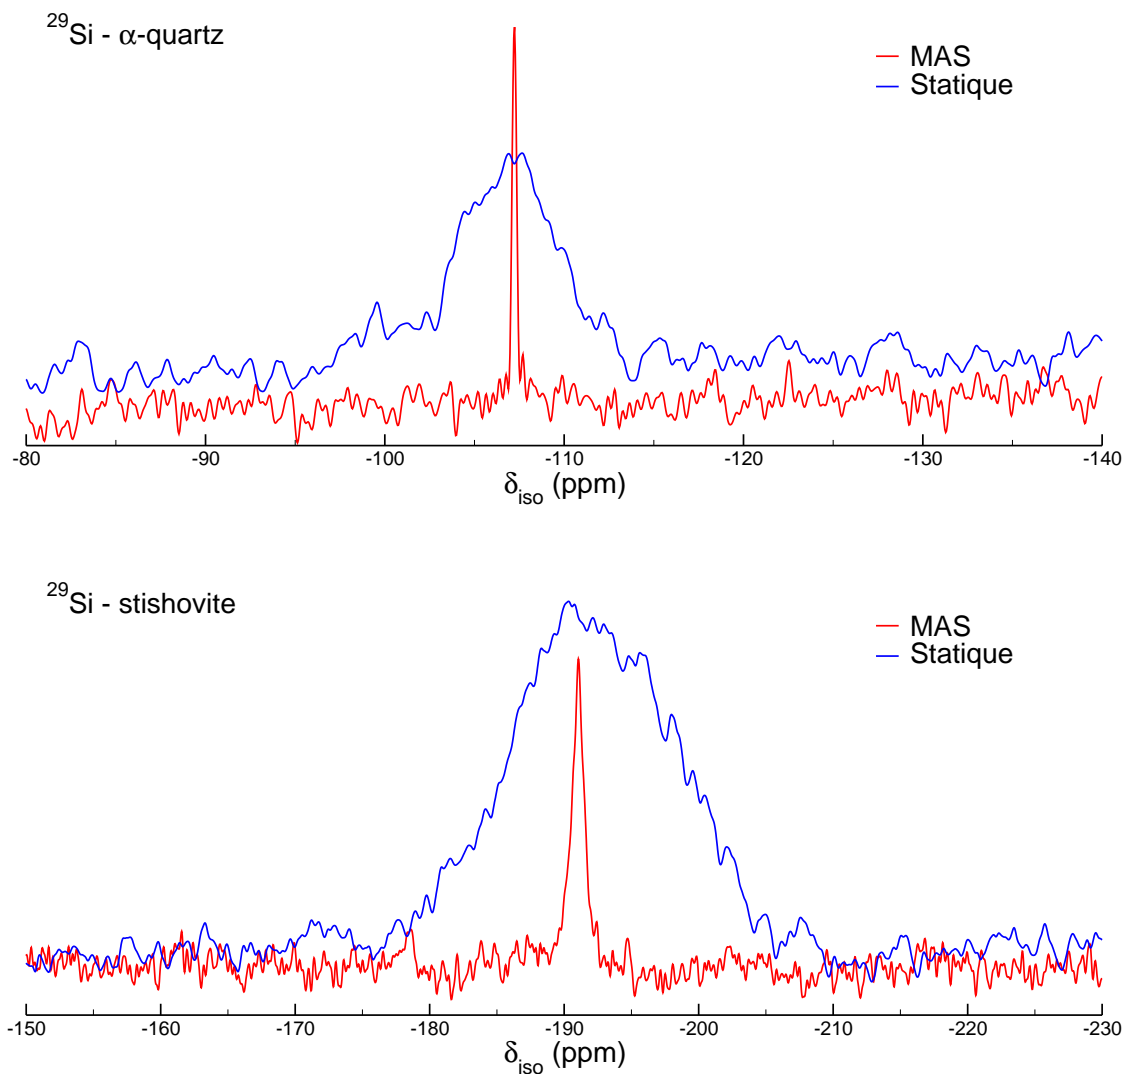 ²⁹Si - α-quartz
MAS
Statique
-80 -90 -100 -110 -120 -130 -140
δiso (ppm)
²⁹Si - stishovite
MAS
Statique
-150 -160 -170 -180 -190 -200 -210 -220 -230
δiso (ppm)